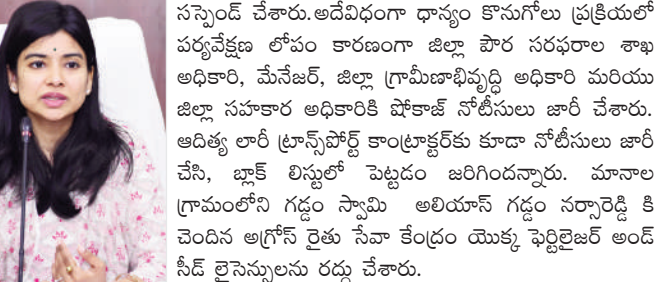 సస్పెండ్ చేశారు.అదేవిధంగా ధాన్యం కొనుగోలు ప్రక్రియలో
పర్యవేక్షణ లోపం కారణంగా జిల్లా పౌర సరఫరాల శాఖ
అధికారి, మేనేజర్, జిల్లా గ్రామీణాభివృద్ధి అధికారి మరియు
జిల్లా సహకార అధికారికి షోకాజ్ నోటీసులు జారీ చేశారు.
ఆదిత్య లారీ ట్రాన్స్‌పోర్ట్ కాంట్రాక్టర్‌కు కూడా నోటీసులు జారీ
చేసి, బ్లాక్ లిస్టులో పెట్టడం జరిగిందన్నారు. మానాల
గ్రామంలోని గడ్డం స్వామి అలియాస్ గడ్డం నర్సారెడ్డి కి
చెందిన అగ్రోస్ రైతు సేవా కేంద్రం యొక్క ఫెర్టిలైజర్ అండ్
సీడ్ లైసెన్సులను రద్దు చేశారు.